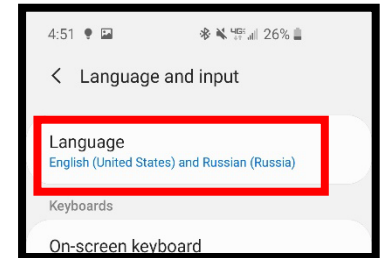 4:51 26%
Language and input
Language
English (United States) and Russian (Russia)
Keyboards
On-screen keyboard